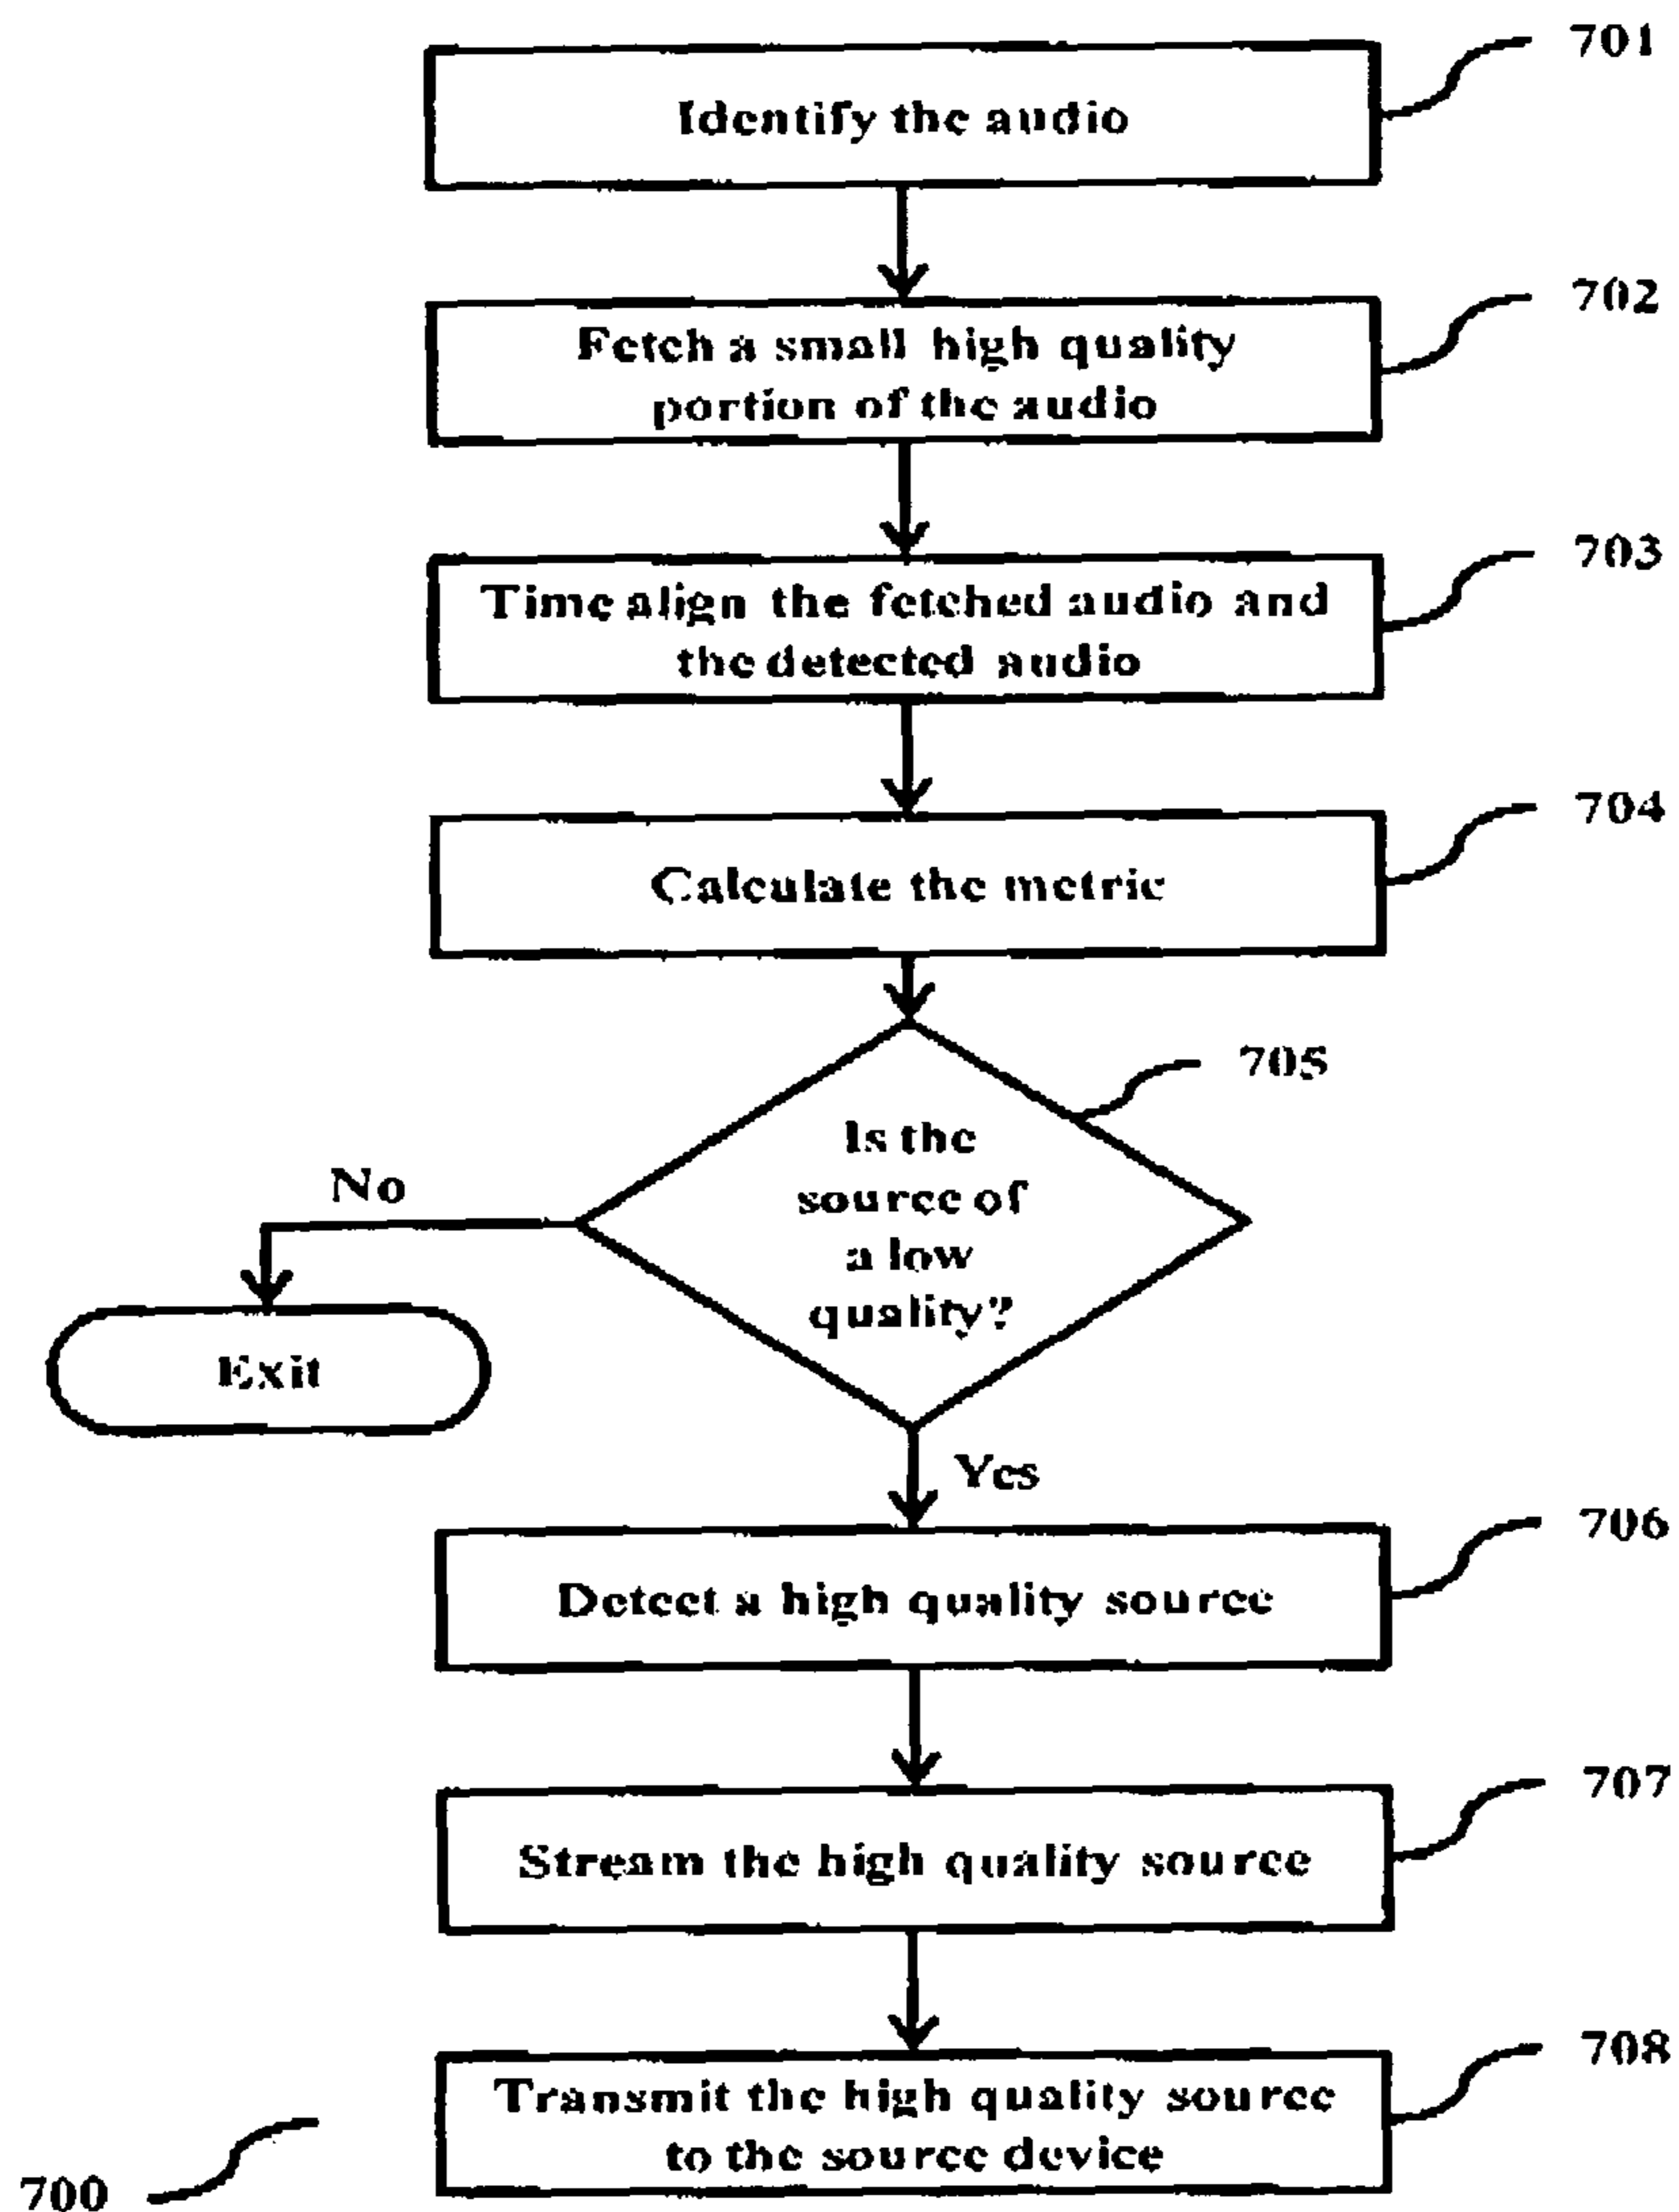 701
Identify the audio
702
Fetch a small high quality
portion of the audio
703
Time align the fetched audio and
the detected audio
704
Calculate the metric
705
Is the
source of
a low
quality?
No
Exit
Yes
706
Detect a high quality source
707
Stream the high quality source
708
Transmit the high quality source
to the source device
700